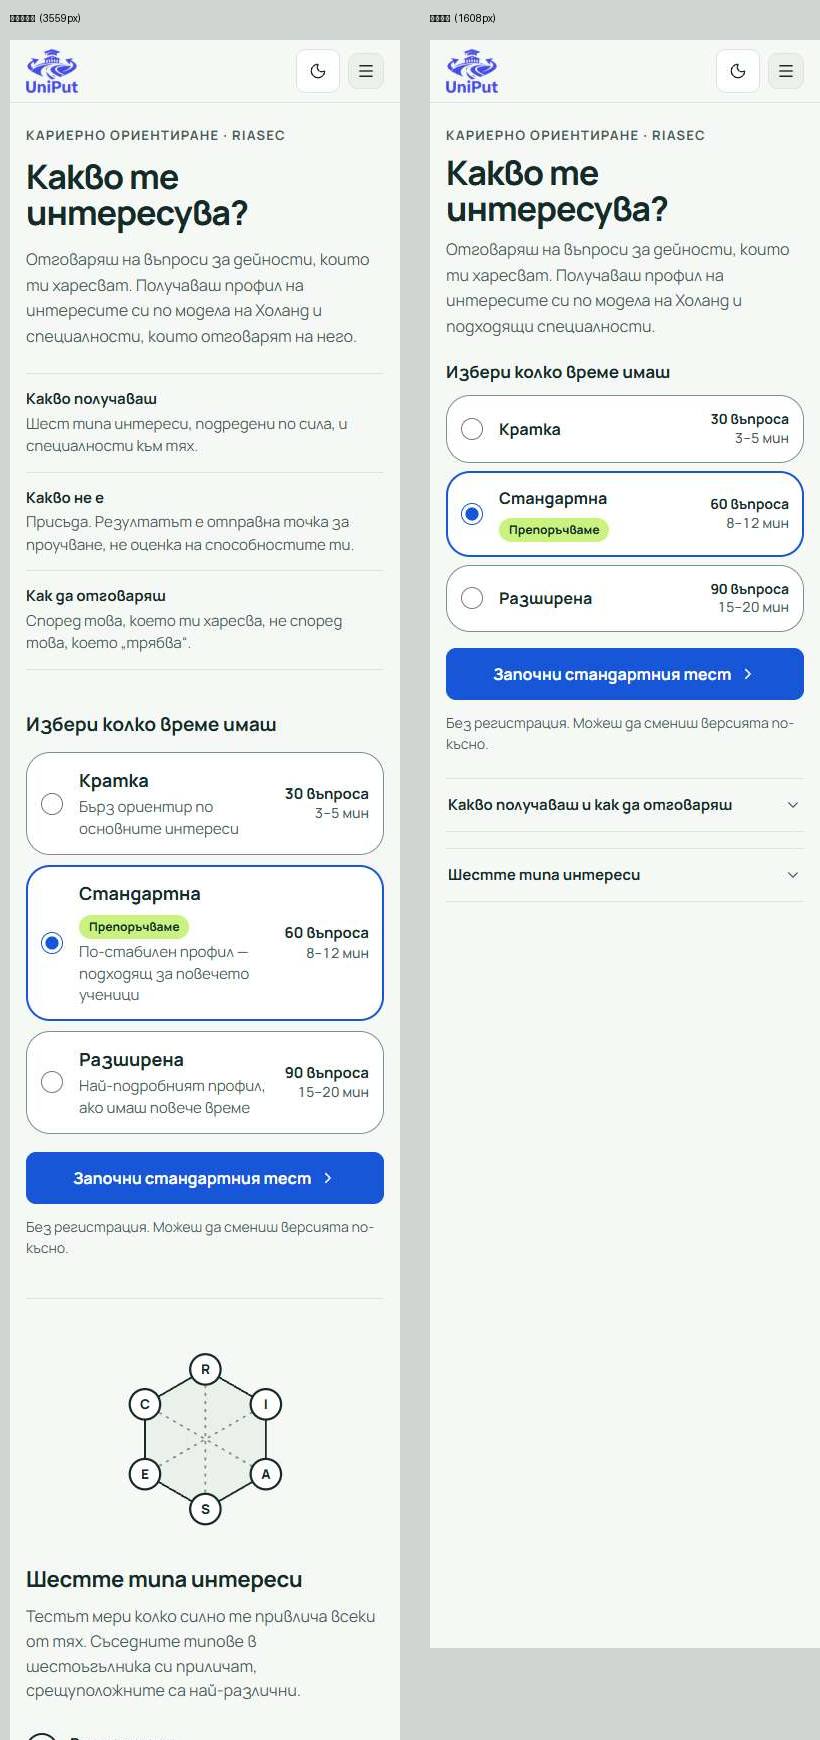 (3559px)
UniPut
КАРИЕРНО ОРИЕНТИРАНЕ · RIASEC
Какво те
интересува?
Отговаряш на въпроси за дейности, които
ти харесват. Получаваш профил на
интересите си по модела на Холанд и
специалности, които отговарят на него.
Какво получаваш
Шест типа интереси, подредени по сила, и
специалности към тях.
Какво не е
Присъда. Резултатът е отправна точка за
проучване, не оценка на способностите ти.
Как да отговаряш
Според това, което ти харесва, не според
това, което „трябва“.
Избери колко време имаш
Кратка
Бърз ориентир по
основните интереси
30 въпроса
3–5 мин
Стандартна
Препоръчваме
По-стабилен профил —
подходящ за повечето
ученици
60 въпроса
8–12 мин
Разширена
Най-подробният профил,
ако имаш повече време
90 въпроса
15–20 мин
Започни стандартния тест
Без регистрация. Можеш да смениш версията по-
късно.
R
C
I
E
A
S
Шестте типа интереси
Тестът мери колко силно те привлича всеки
от тях. Съседните типове в
шестоъгълника си приличат,
срещуположните са най-различни.
(1608px)
UniPut
КАРИЕРНО ОРИЕНТИРАНЕ · RIASEC
Какво те
интересува?
Отговаряш на въпроси за дейности, които
ти харесват. Получаваш профил на
интересите си по модела на Холанд и
подходящи специалности.
Избери колко време имаш
Кратка
30 въпроса
3–5 мин
Стандартна
Препоръчваме
60 въпроса
8–12 мин
Разширена
90 въпроса
15–20 мин
Започни стандартния тест
Без регистрация. Можеш да смениш версията по-
късно.
Какво получаваш и как да отговаряш
Шестте типа интереси